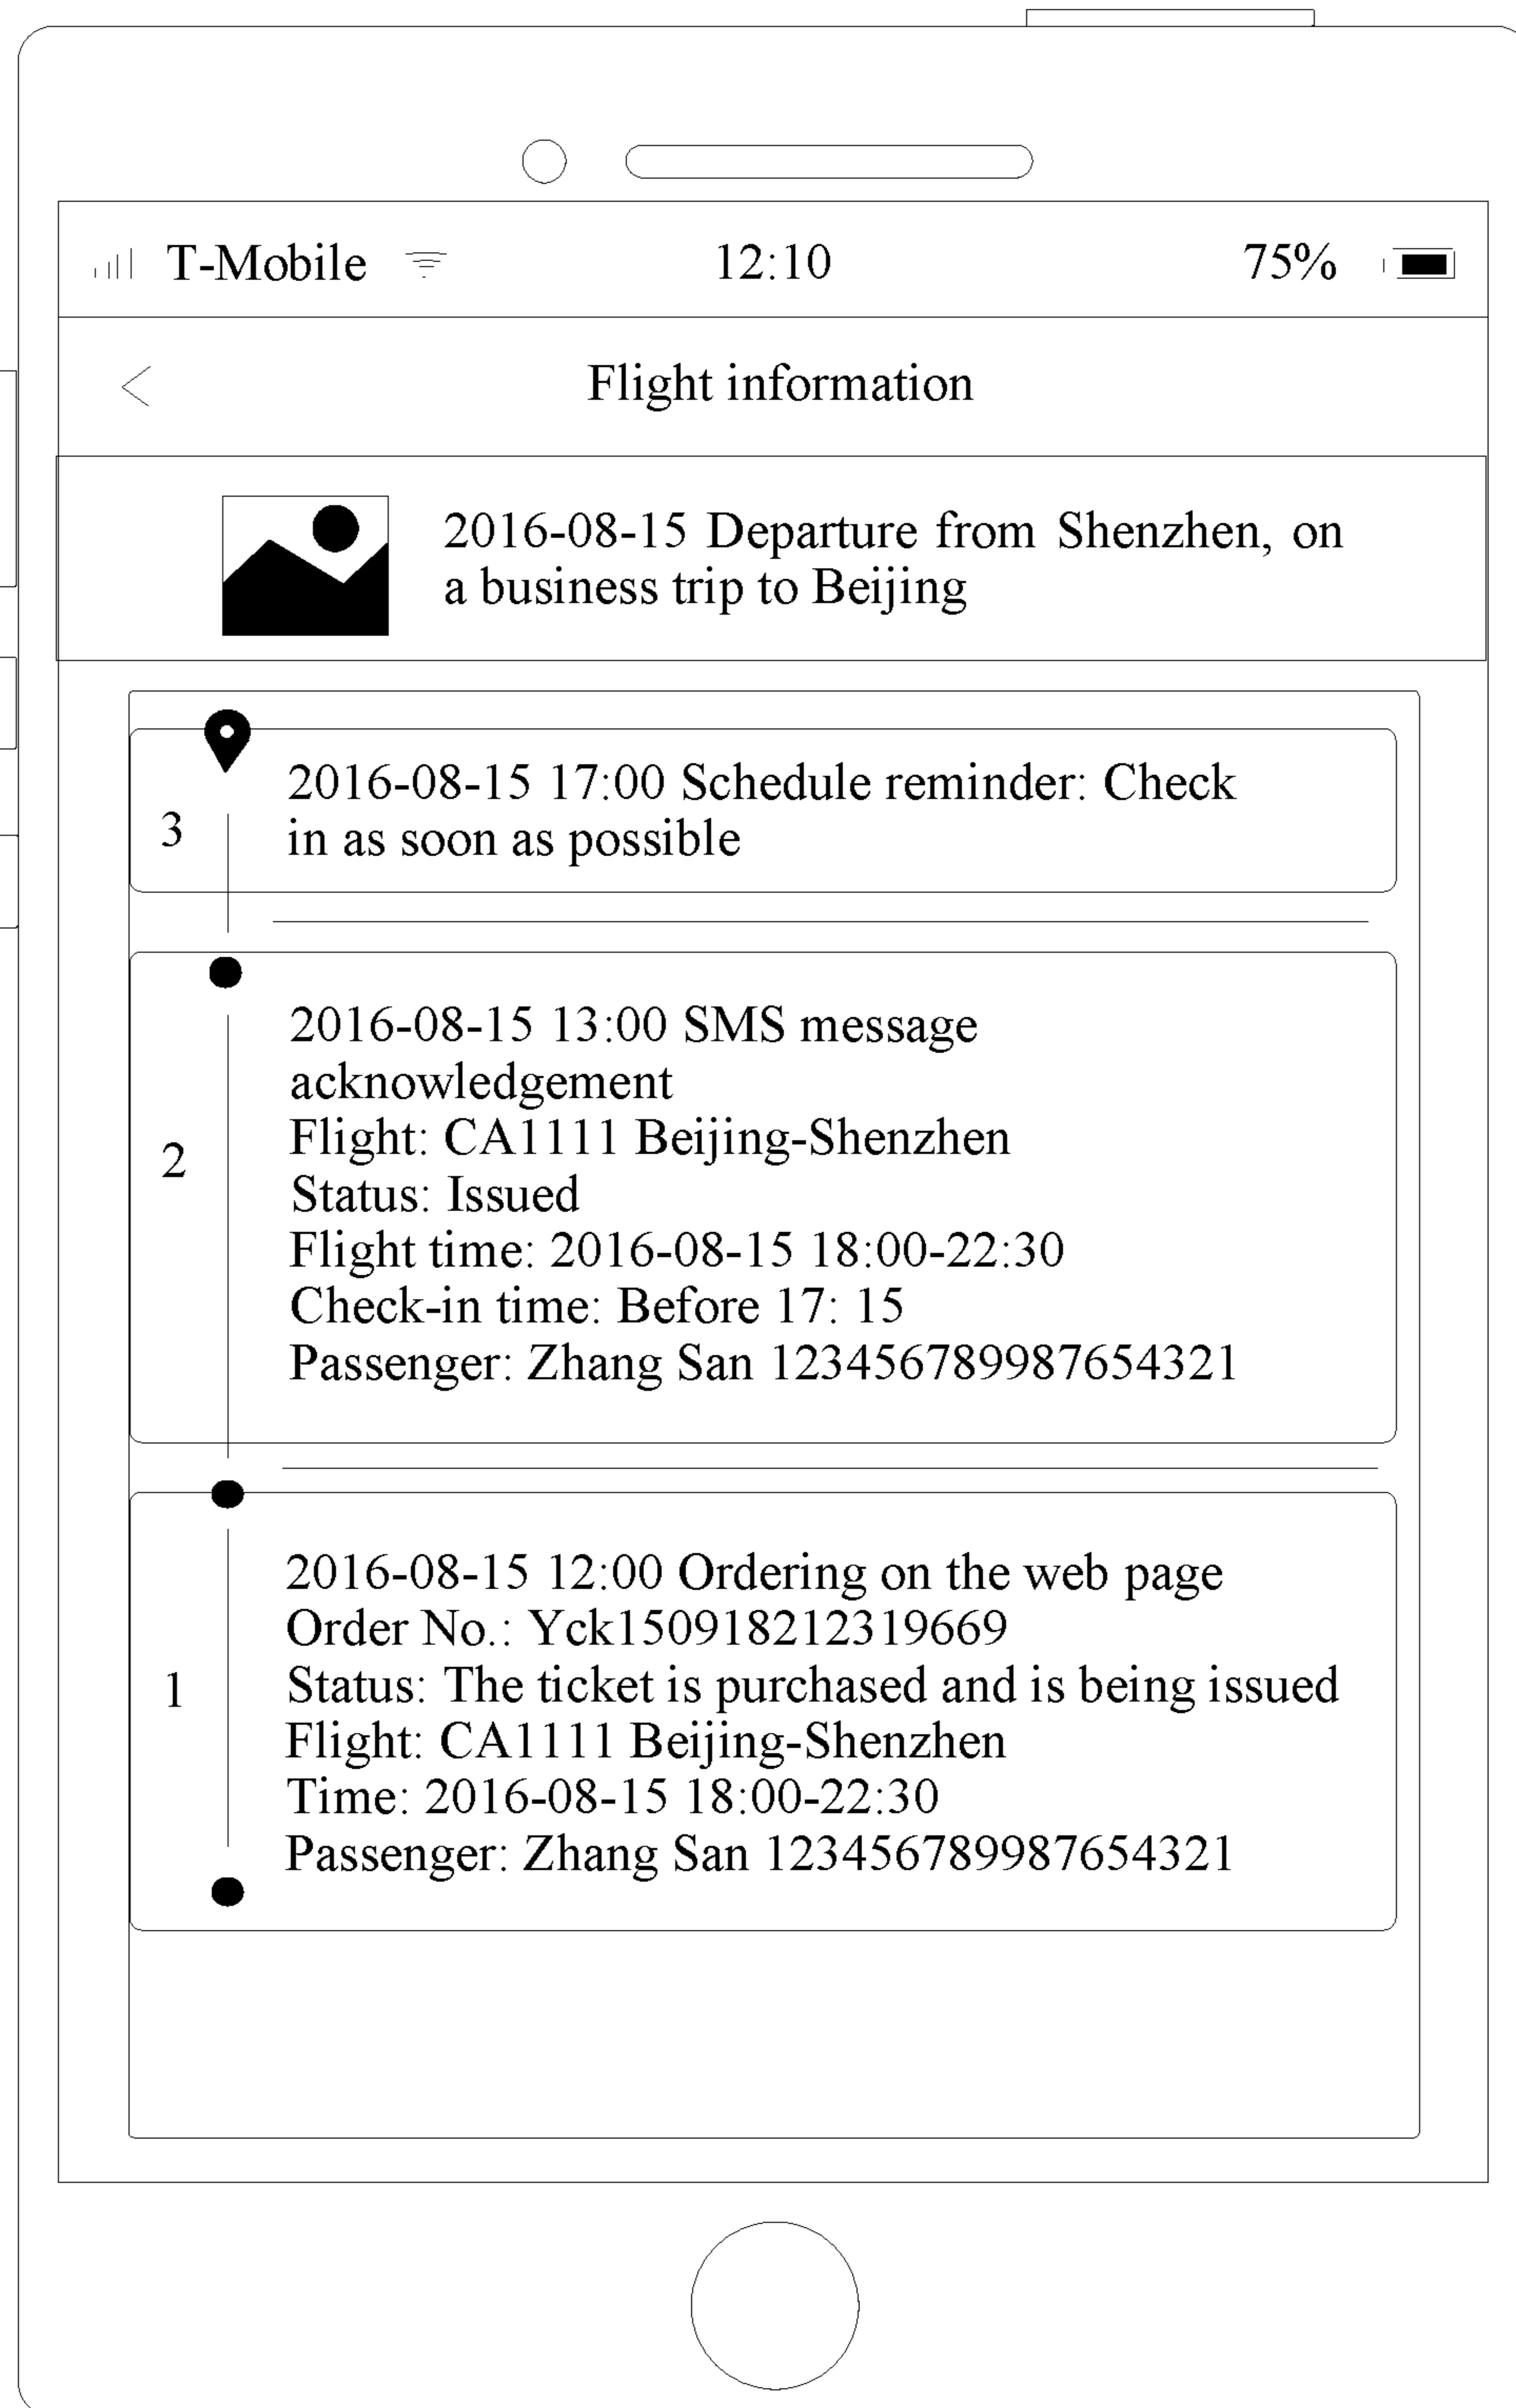 T-Mobile 12:10 75%
Flight information
2016-08-15 Departure from Shenzhen, on
a business trip to Beijing
3
2016-08-15 17:00 Schedule reminder: Check
in as soon as possible
2
2016-08-15 13:00 SMS message
acknowledgement
Flight: CA1111 Beijing-Shenzhen
Status: Issued
Flight time: 2016-08-15 18:00-22:30
Check-in time: Before 17: 15
Passenger: Zhang San 123456789987654321
1
2016-08-15 12:00 Ordering on the web page
Order No.: Yck150918212319669
Status: The ticket is purchased and is being issued
Flight: CA1111 Beijing-Shenzhen
Time: 2016-08-15 18:00-22:30
Passenger: Zhang San 123456789987654321